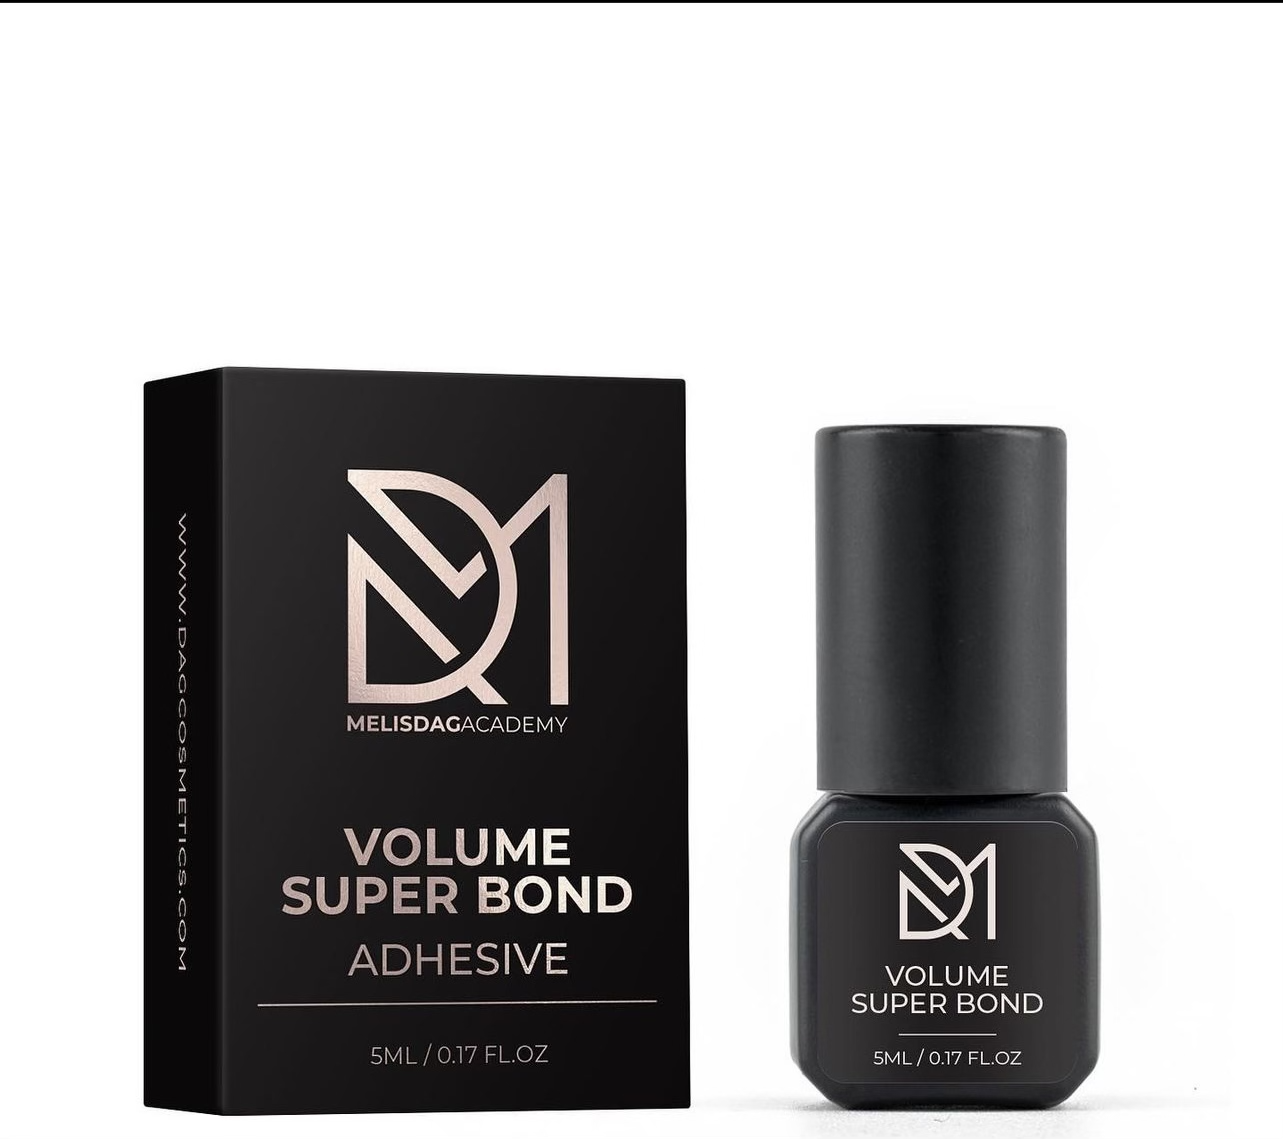 WWW.DAGCOSMETICS.COM
MELISDAGACADEMY
VOLUME
SUPER BOND
ADHESIVE
5ML / 0.17 FL.OZ
VOLUME
SUPER BOND
5ML / 0.17 FL.OZ